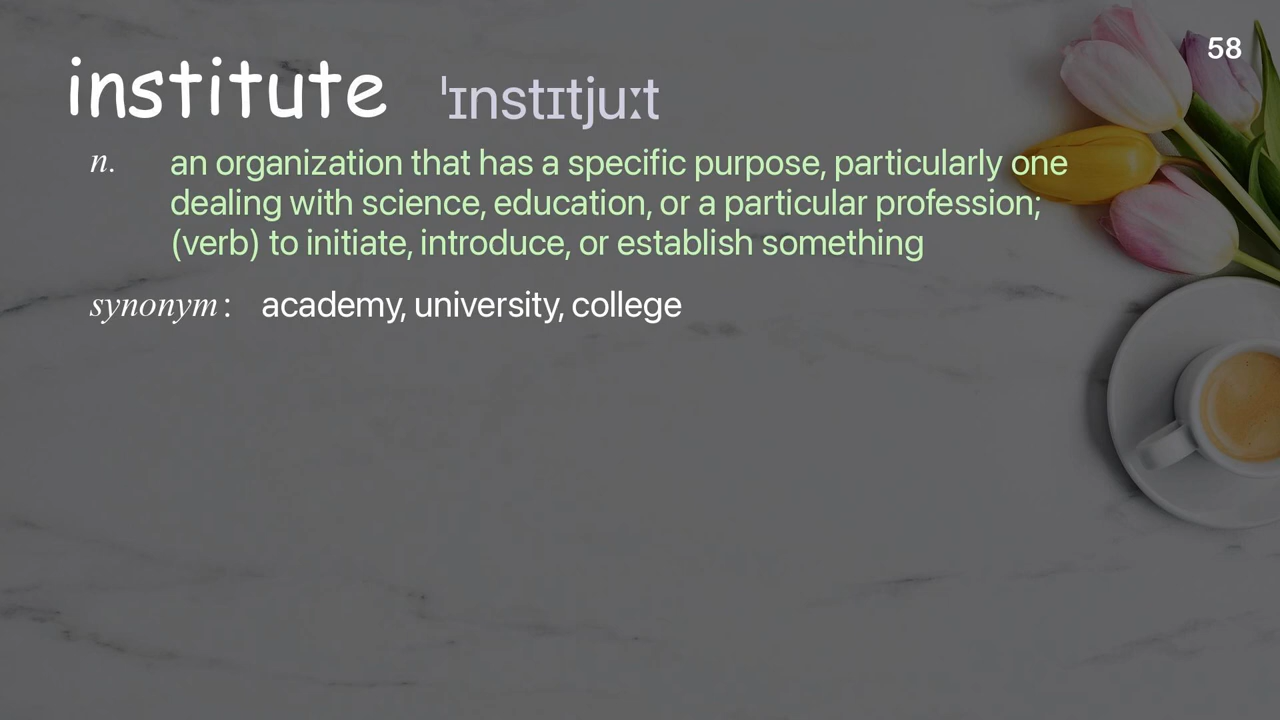 58
institute ˈɪnstɪtjuːt
n. an organization that has a specific purpose, particularly one
dealing with science, education, or a particular profession;
(verb) to initiate, introduce, or establish something
synonym : academy, university, college